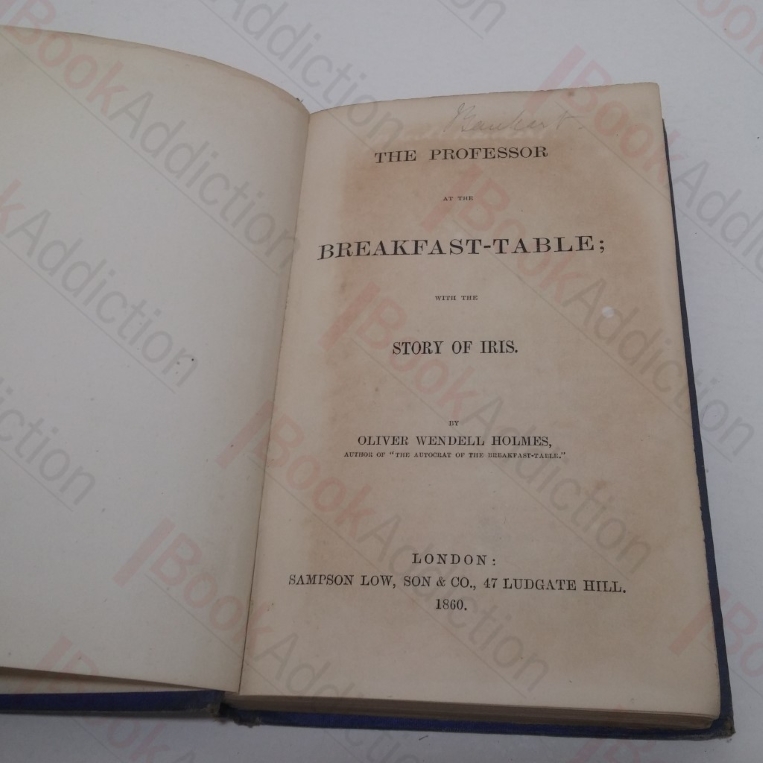 THE PROFESSOR
AT THE
BREAKFAST-TABLE;
WITH THE
STORY OF IRIS.
BY
OLIVER WENDELL HOLMES,
AUTHOR OF "THE AUTOCRAT OF THE BREAKFAST-TABLE."
LONDON:
SAMPSON LOW, SON & CO., 47 LUDGATE HILL.
1860.
BookAddiction